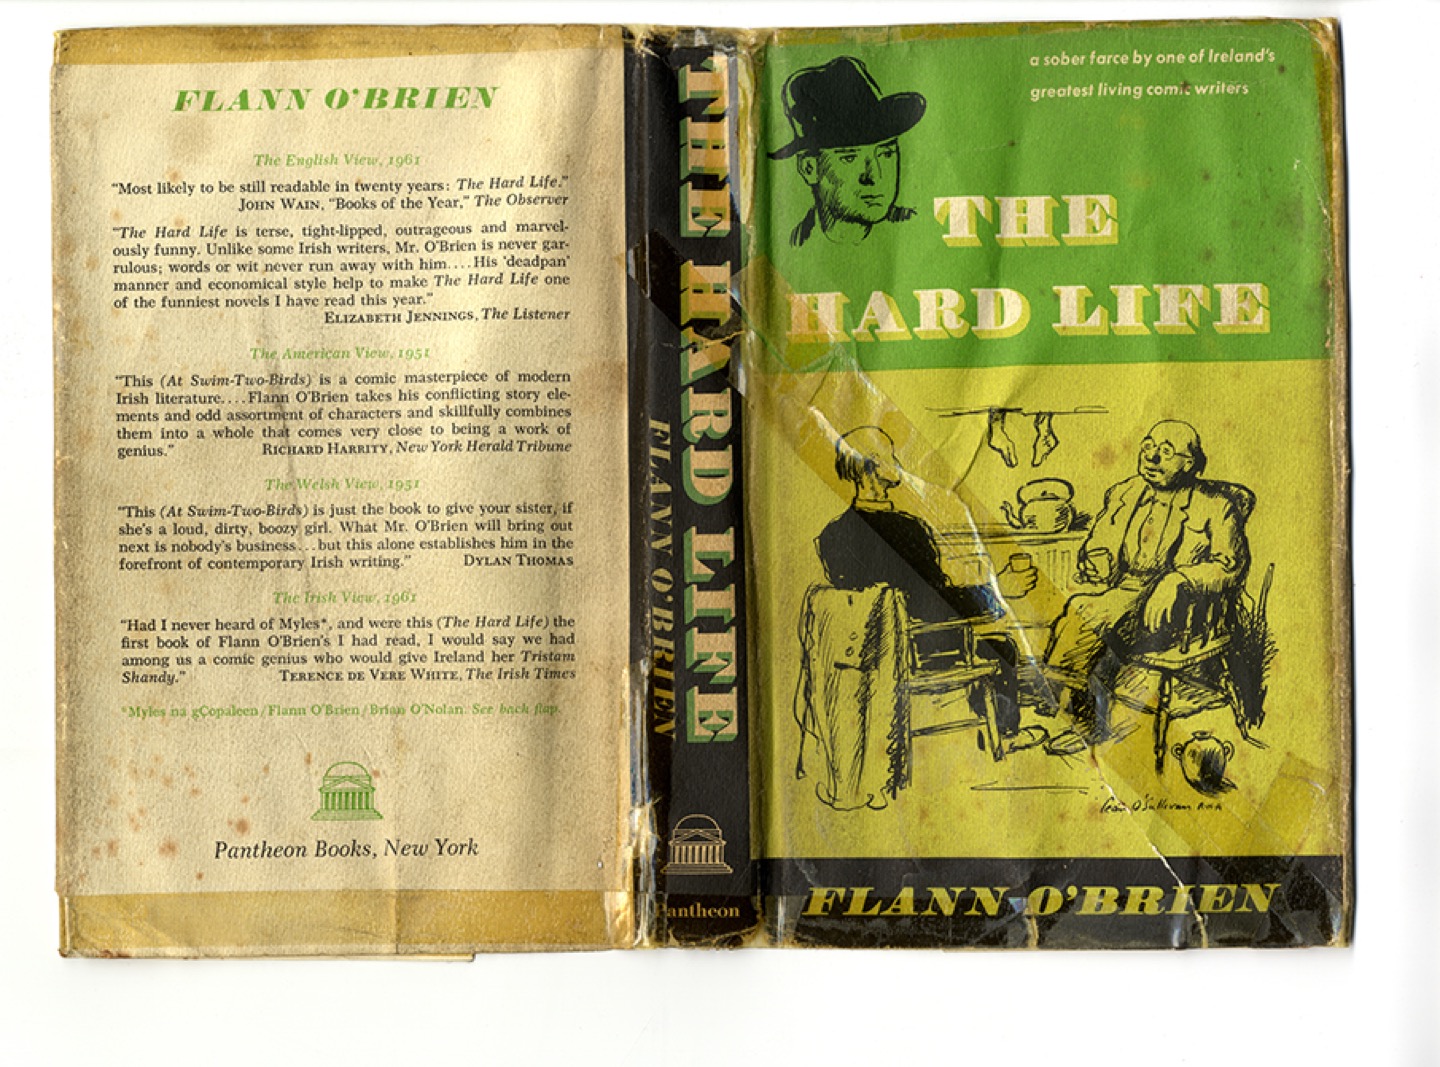 FLANN O'BRIEN
The English View, 1961
"Most likely to be still readable in twenty years: The Hard Life."
JOHN WAIN, "Books of the Year," The Observer
"The Hard Life is terse, tight-lipped, outrageous and marvel-
ously funny. Unlike some Irish writers, Mr. O'Brien is never gar-
rulous; words or wit never run away with him....His 'deadpan'
manner and economical style help to make The Hard Life one
of the funniest novels I have read this year."
ELIZABETH JENNINGS, The Listener
The American View, 1951
"This (At Swim-Two-Birds) is a comic masterpiece of modern
Irish literature....Flann O'Brien takes his conflicting story ele-
ments and odd assortment of characters and skillfully combines
them into a whole that comes very close to being a work of
genius." RICHARD HARRITY, New York Herald Tribune
The Welsh View, 1951
"This (At Swim-Two-Birds) is just the book to give your sister, if
she's a loud, dirty, boozy girl. What Mr. O'Brien will bring out
next is nobody's business...but this alone establishes him in the
forefront of contemporary Irish writing." DYLAN THOMAS
The Irish View, 1961
"Had I never heard of Myles*, and were this (The Hard Life) the
first book of Flann O'Brien's I had read, I would say we had
among us a comic genius who would give Ireland her Tristam
Shandy." TERENCE DE VERE WHITE, The Irish Times
*Myles na gCopaleen/Flann O'Brien/Brian O'Nolan. See back flap.
Pantheon Books, New York
THE HARD LIFE
FLANN O'BRIEN
Pantheon
a sober farce by one of Ireland's
greatest living comic writers
THE
HARD LIFE
Seán O'Sullivan RHA
FLANN O'BRIEN